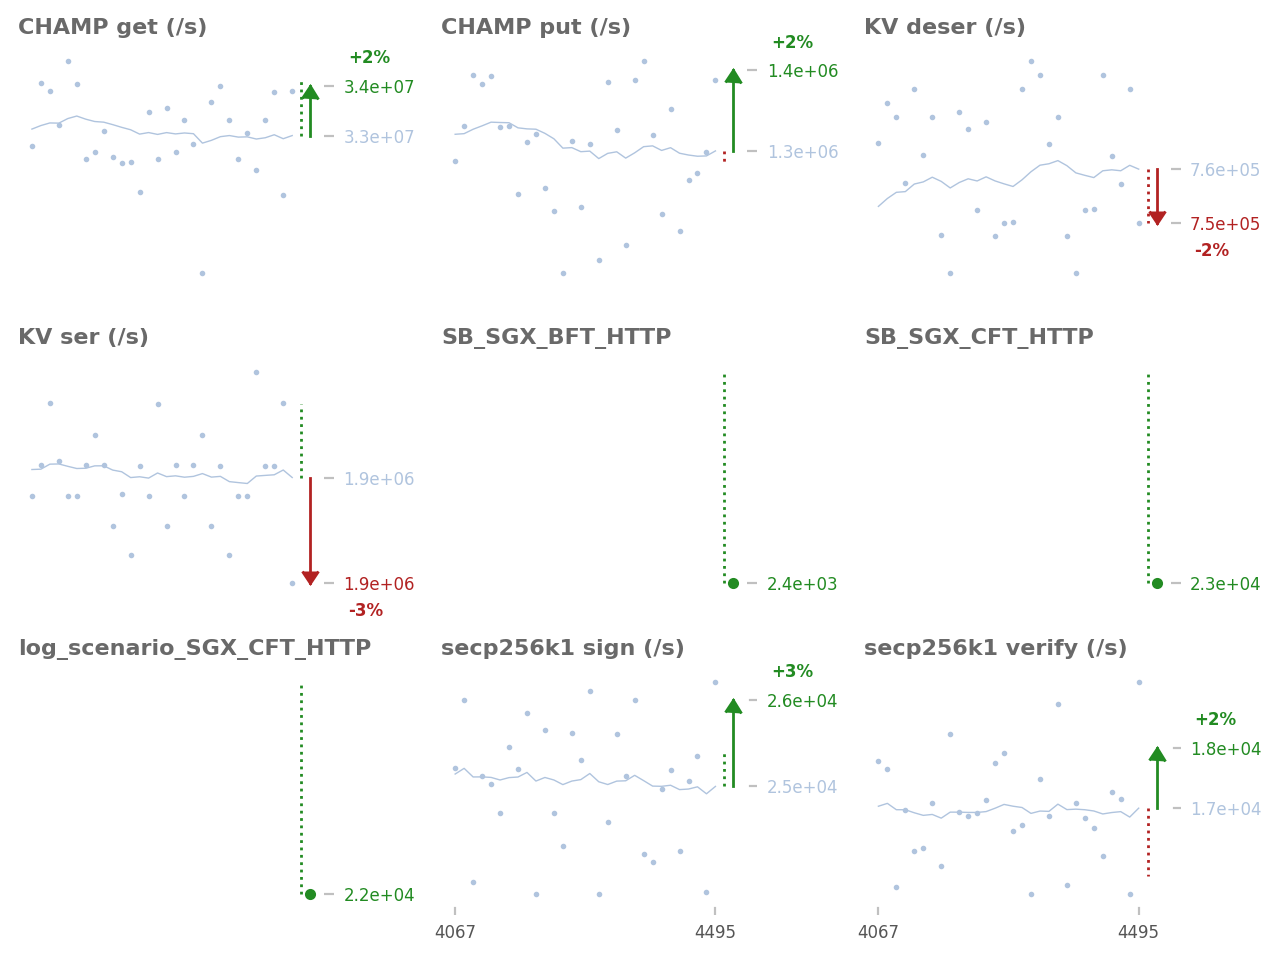 CHAMP get (/s)
+2%
3.4e+07
3.3e+07
CHAMP put (/s)
+2%
1.4e+06
1.3e+06
KV deser (/s)
7.6e+05
7.5e+05
-2%
KV ser (/s)
1.9e+06
1.9e+06
-3%
SB_SGX_BFT_HTTP
2.4e+03
SB_SGX_CFT_HTTP
2.3e+04
log_scenario_SGX_CFT_HTTP
2.2e+04
secp256k1 sign (/s)
+3%
2.6e+04
2.5e+04
4067
4495
secp256k1 verify (/s)
+2%
1.8e+04
1.7e+04
4067
4495